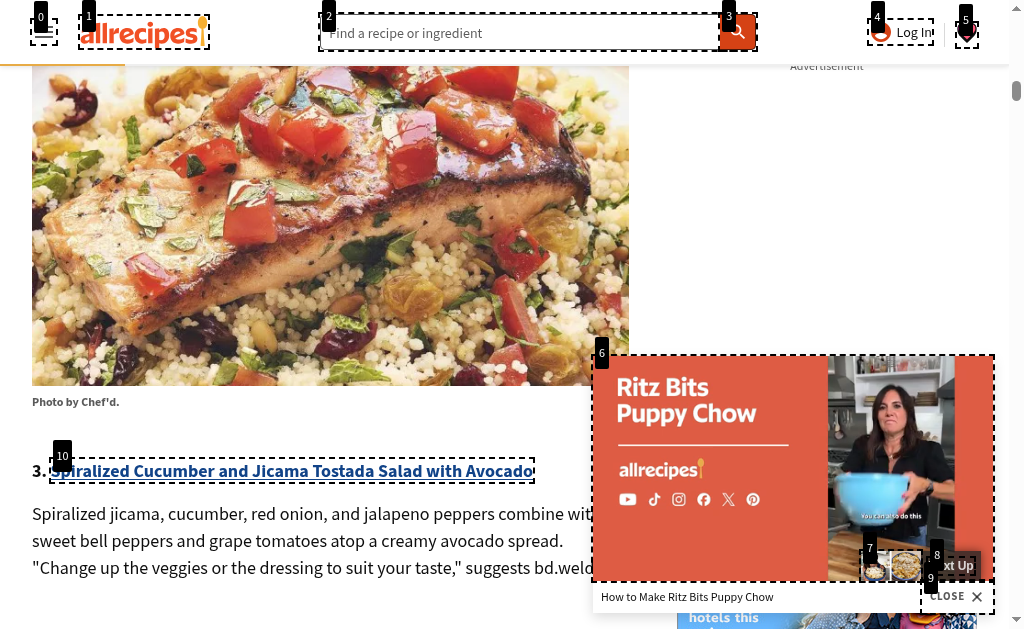 0
1
2
3
4
5
allrecipes
Find a recipe or ingredient
Log In
Advertisement
Photo by Chef'd.
10
3. Spiralized Cucumber and Jicama Tostada Salad with Avocado
Spiralized jicama, cucumber, red onion, and jalapeno peppers combine wit
sweet bell peppers and grape tomatoes atop a creamy avocado spread.
"Change up the veggies or the dressing to suit your taste," suggests bd.weld
6
Ritz Bits
Puppy Chow
allrecipes
You can also do this
7
8
xt Up
9
How to Make Ritz Bits Puppy Chow
CLOSE
hotels this